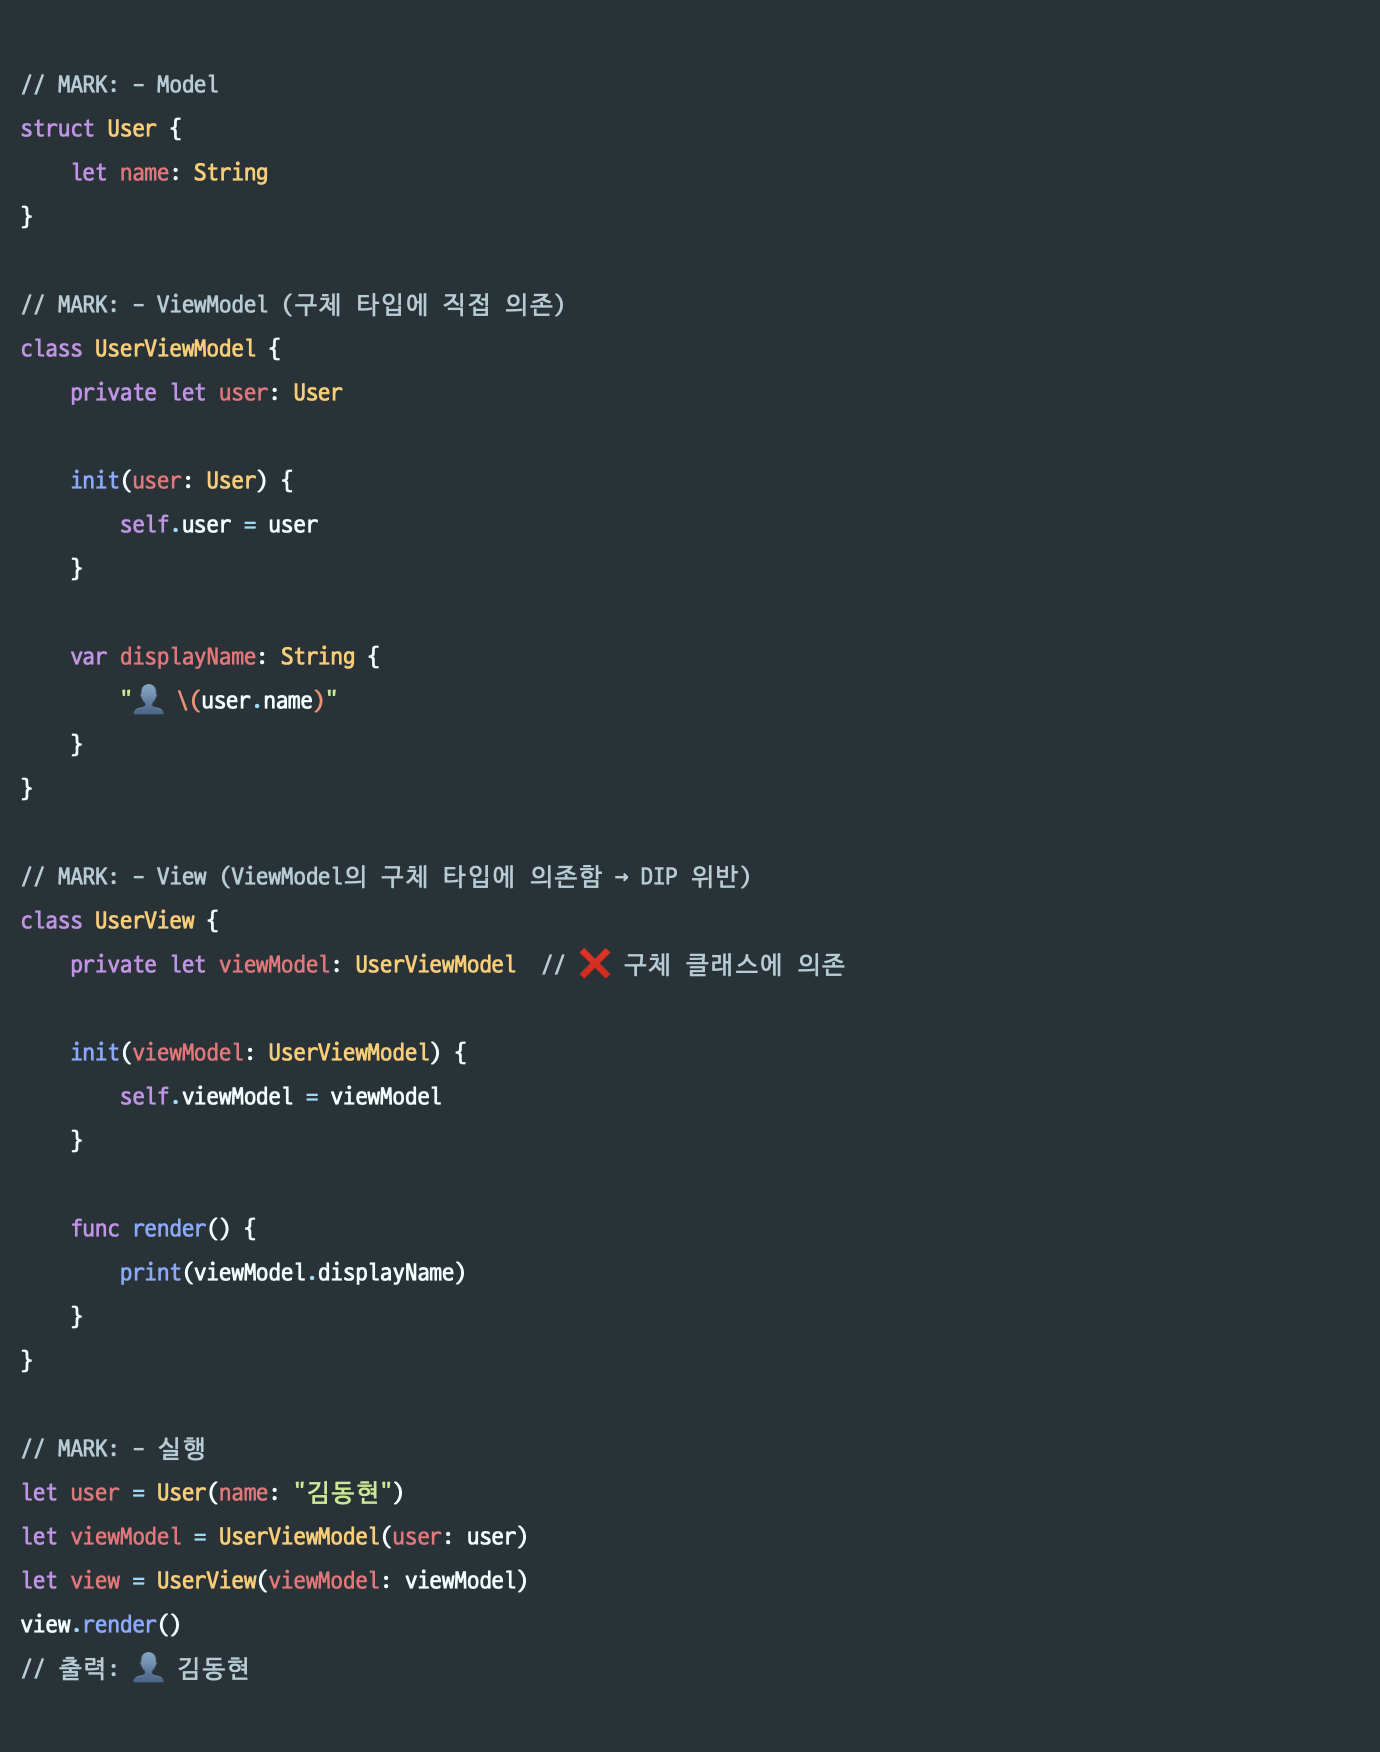 // MARK: - Model
struct User {
    let name: String
}

// MARK: - ViewModel (구체 타입에 직접 의존)
class UserViewModel {
    private let user: User

    init(user: User) {
        self.user = user
    }

    var displayName: String {
        "👤 \(user.name)"
    }
}

// MARK: - View (ViewModel의 구체 타입에 의존함 → DIP 위반)
class UserView {
    private let viewModel: UserViewModel  // ❌ 구체 클래스에 의존

    init(viewModel: UserViewModel) {
        self.viewModel = viewModel
    }

    func render() {
        print(viewModel.displayName)
    }
}

// MARK: - 실행
let user = User(name: "김동현")
let viewModel = UserViewModel(user: user)
let view = UserView(viewModel: viewModel)
view.render()
// 출력: 👤 김동현